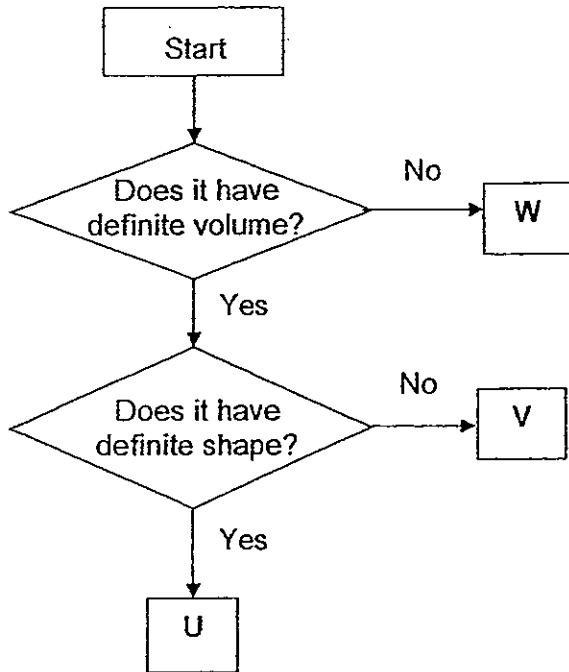 Start
Does it have
definite volume?
No
W
Yes
Does it have
definite shape?
No
V
Yes
U